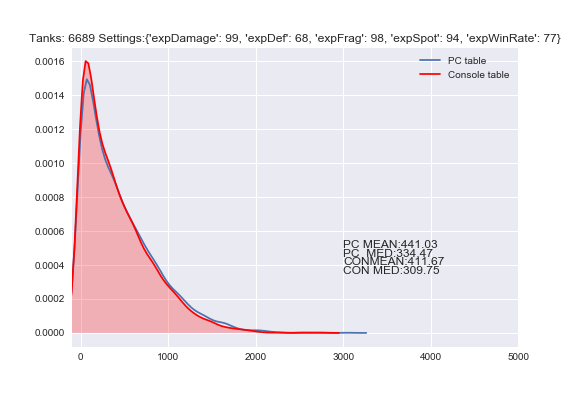 Tanks: 6689 Settings:{'expDamage': 99, 'expDef': 68, 'expFrag': 98, 'expSpot': 94, 'expWinRate': 77}
PC table
Console table
0.0016
0.0014
0.0012
0.0010
0.0008
0.0006
0.0004
0.0002
0.0000
PC MEAN:441.03
PC  MED:334.47
CONMEAN:411.67
CON MED:309.75
0
1000
2000
3000
4000
5000